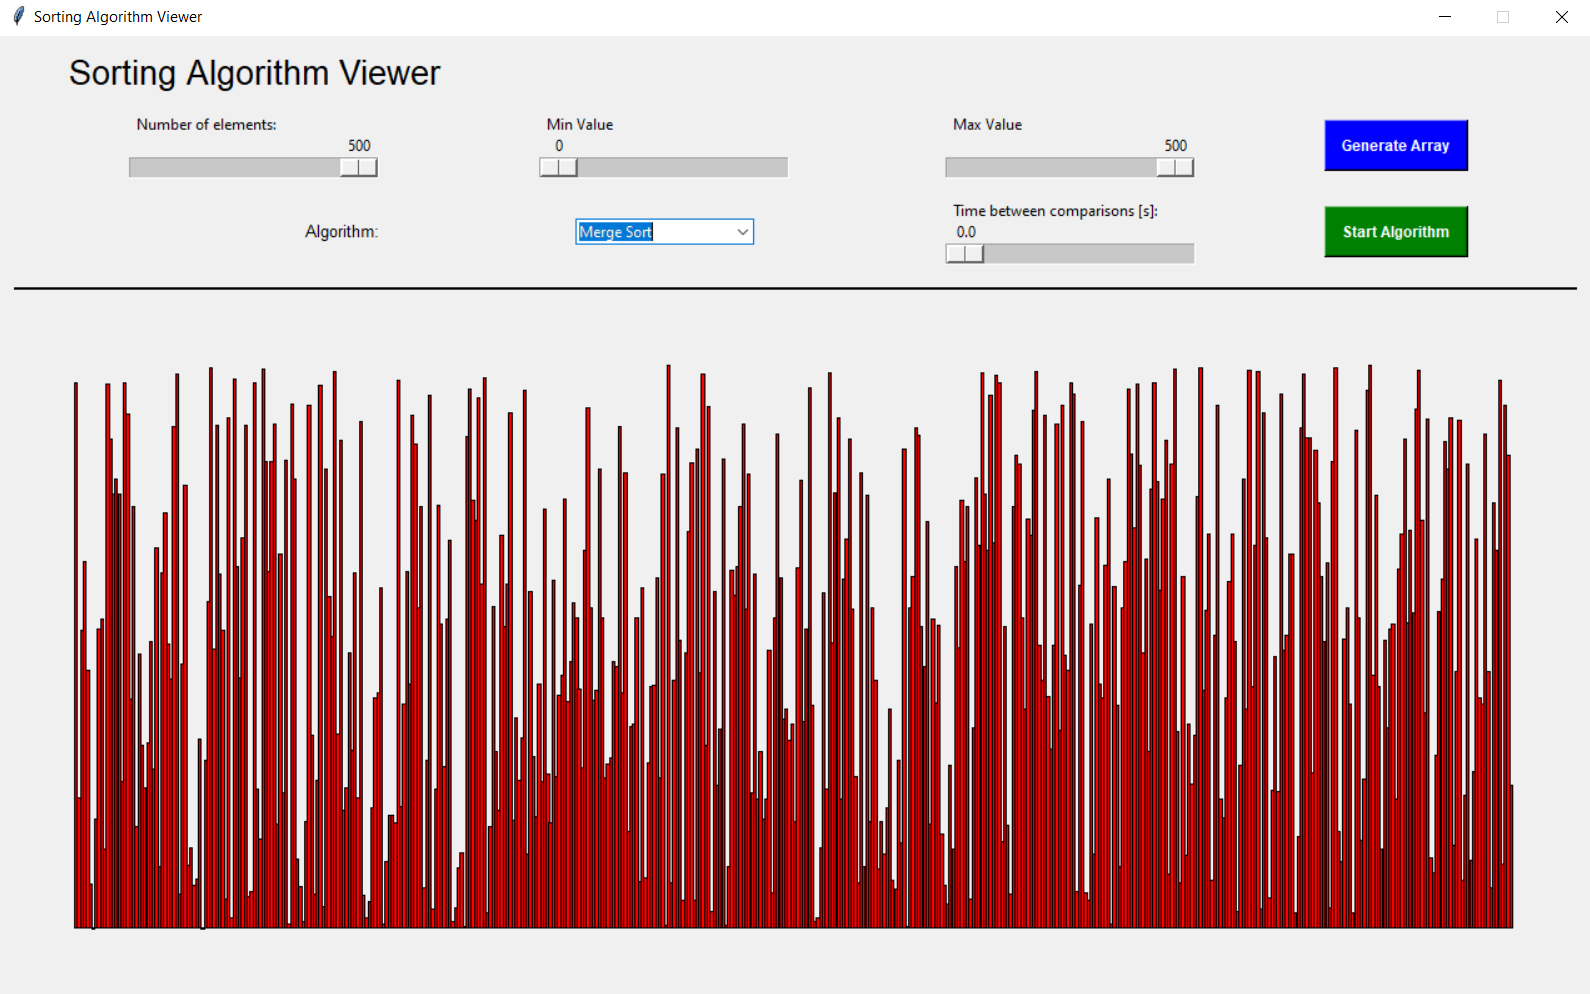 Sorting Algorithm Viewer
Sorting Algorithm Viewer
Number of elements:
500
Min Value
0
Max Value
500
Generate Array
Algorithm:
Merge Sort
Time between comparisons [s]:
0.0
Start Algorithm